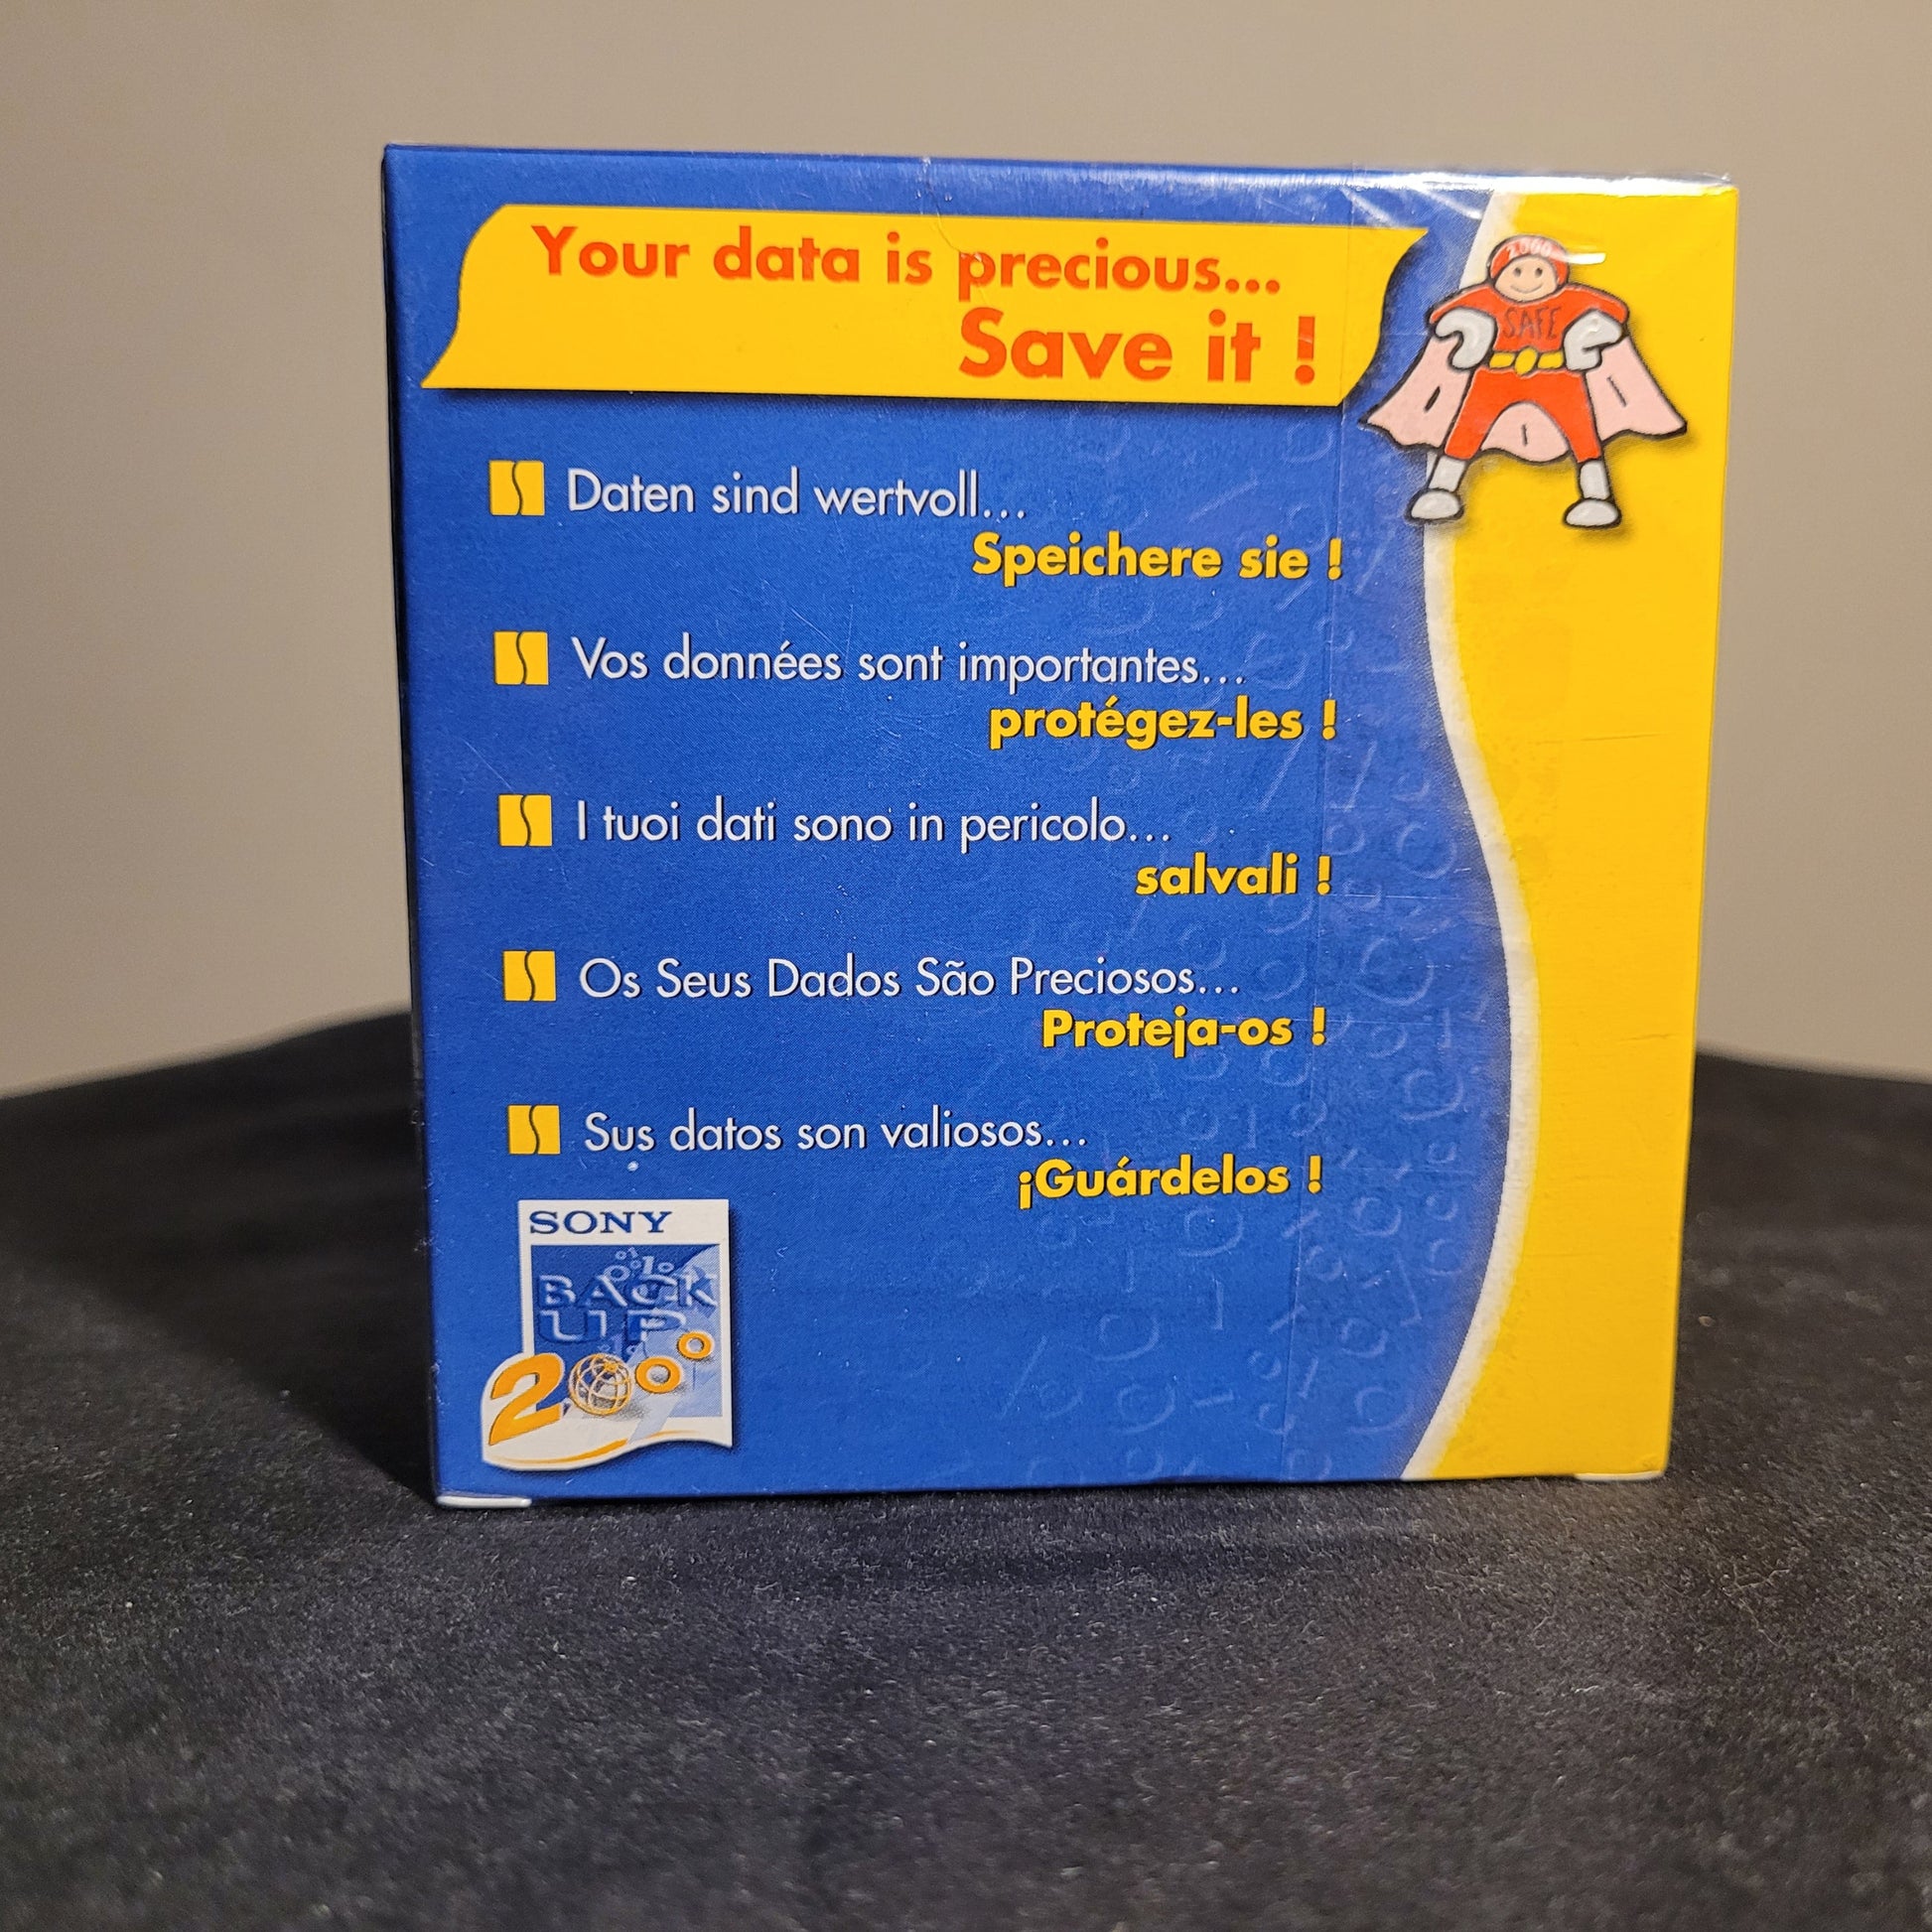 Your data is precious...
Save it !
2000
SAFE
Daten sind wertvoll...
Speichere sie !
Vos données sont importantes...
protégez-les !
I tuoi dati sono in pericolo...
salvali !
Os Seus Dados São Preciosos...
Proteja-os !
Sus datos son valiosos...
¡Guárdelos !
SONY
BACK
UP
2000